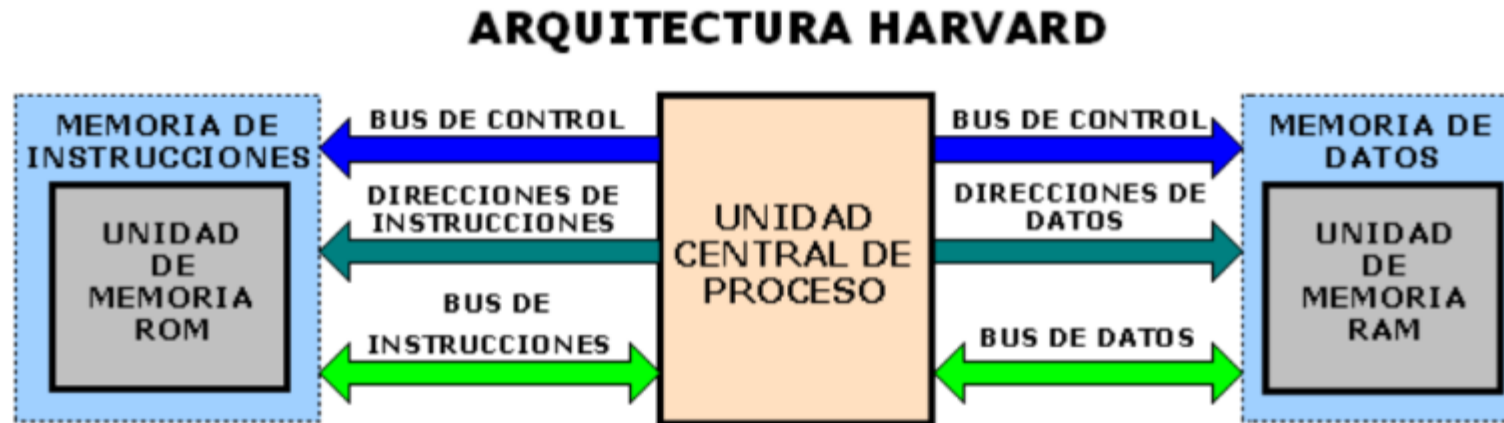 ARQUITECTURA HARVARD
MEMORIA DE
INSTRUCCIONES
UNIDAD
DE
MEMORIA
ROM
BUS DE CONTROL
DIRECCIONES DE
INSTRUCCIONES
BUS DE
INSTRUCCIONES
UNIDAD
CENTRAL DE
PROCESO
BUS DE CONTROL
DIRECCIONES DE
DATOS
BUS DE DATOS
MEMORIA DE
DATOS
UNIDAD
DE
MEMORIA
RAM